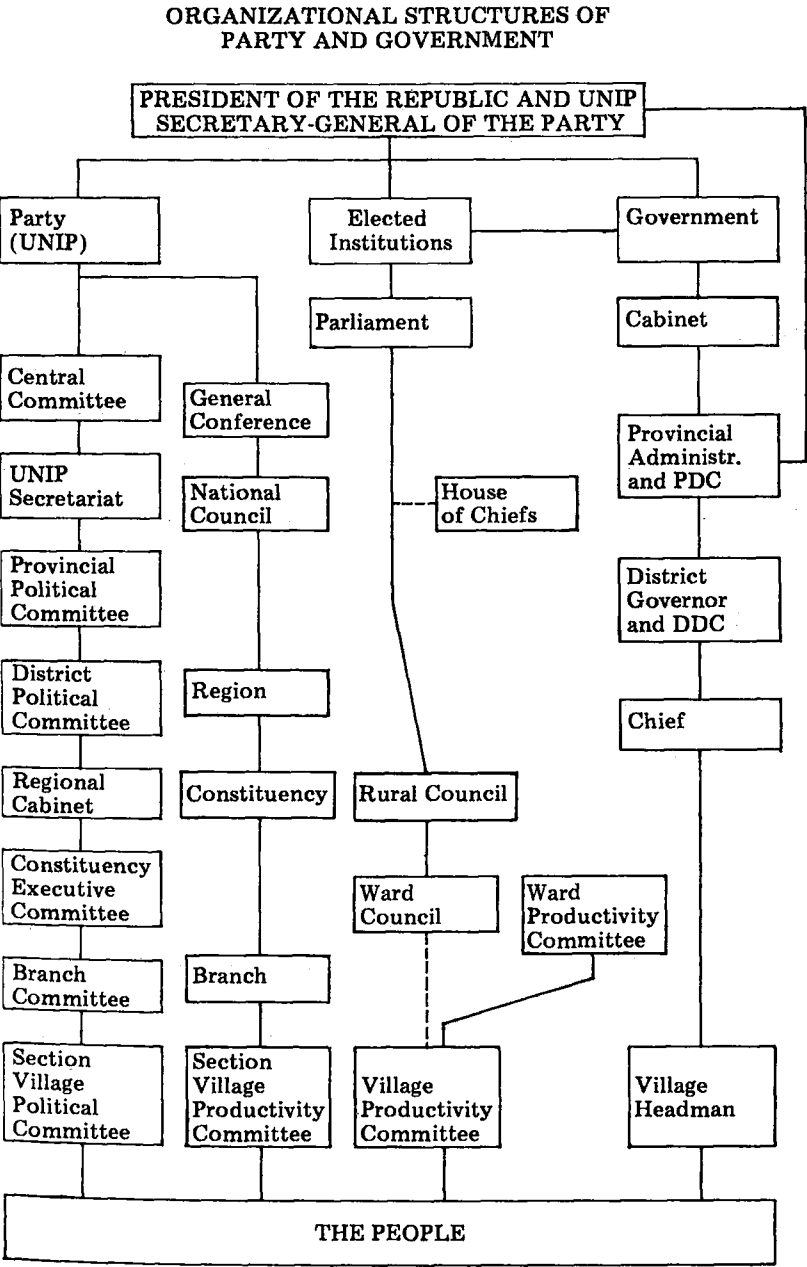 ORGANIZATIONAL STRUCTURES OF
PARTY AND GOVERNMENT
PRESIDENT OF THE REPUBLIC AND UNIP
SECRETARY-GENERAL OF THE PARTY
Party
(UNIP)
Elected
Institutions
Government
Parliament
Cabinet
Central
Committee
General
Conference
Provincial
Administr.
and PDC
UNIP
Secretariat
National
Council
House
of Chiefs
Provincial
Political
Committee
District
Governor
and DDC
District
Political
Committee
Region
Chief
Regional
Cabinet
Constituency
Rural Council
Constituency
Executive
Committee
Ward
Council
Ward
Productivity
Committee
Branch
Committee
Branch
Section
Village
Political
Committee
Section
Village
Productivity
Committee
Village
Productivity
Committee
Village
Headman
THE PEOPLE